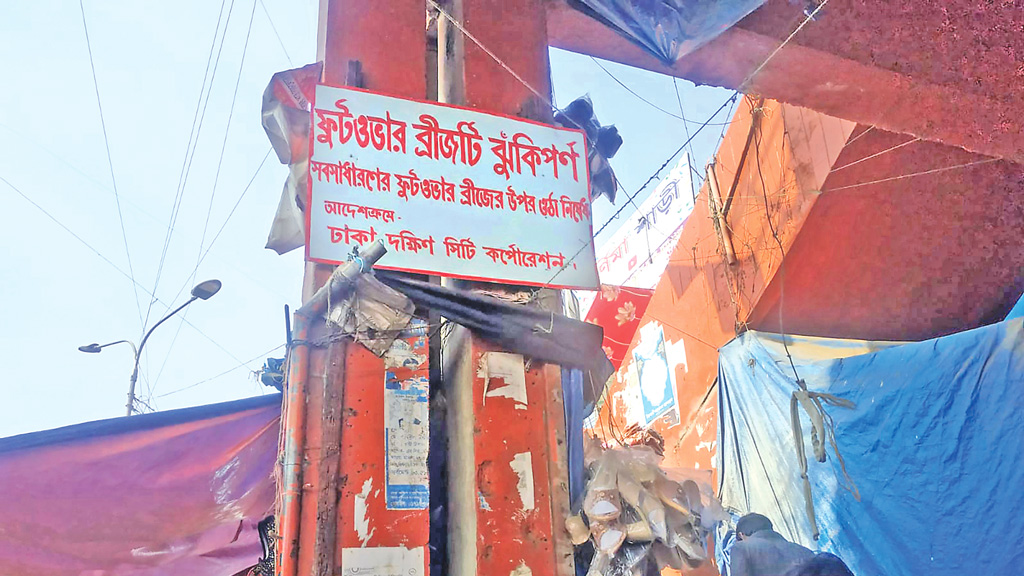 ফুটওভার ব্রীজটি ঝুঁকিপূর্ণ
সর্বসাধারণের ফুটওভার ব্রীজের উপর ওঠা নিষেধ
আদেশক্রমে -
ঢাকা দক্ষিণ সিটি কর্পোরেশন।
শাড়ী